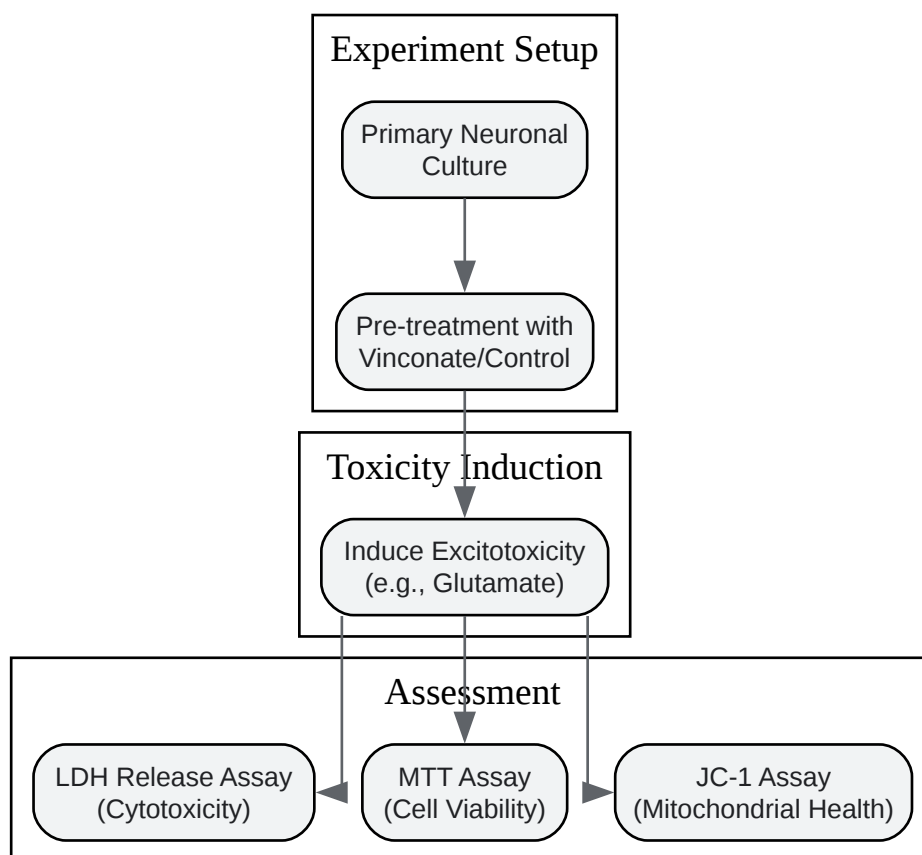 Experiment Setup
Primary Neuronal
Culture
Pre-treatment with
Vinconate/Control
Toxicity Induction
Induce Excitotoxicity
(e.g., Glutamate)
Assessment
LDH Release Assay
(Cytotoxicity)
MTT Assay
(Cell Viability)
JC-1 Assay
(Mitochondrial Health)